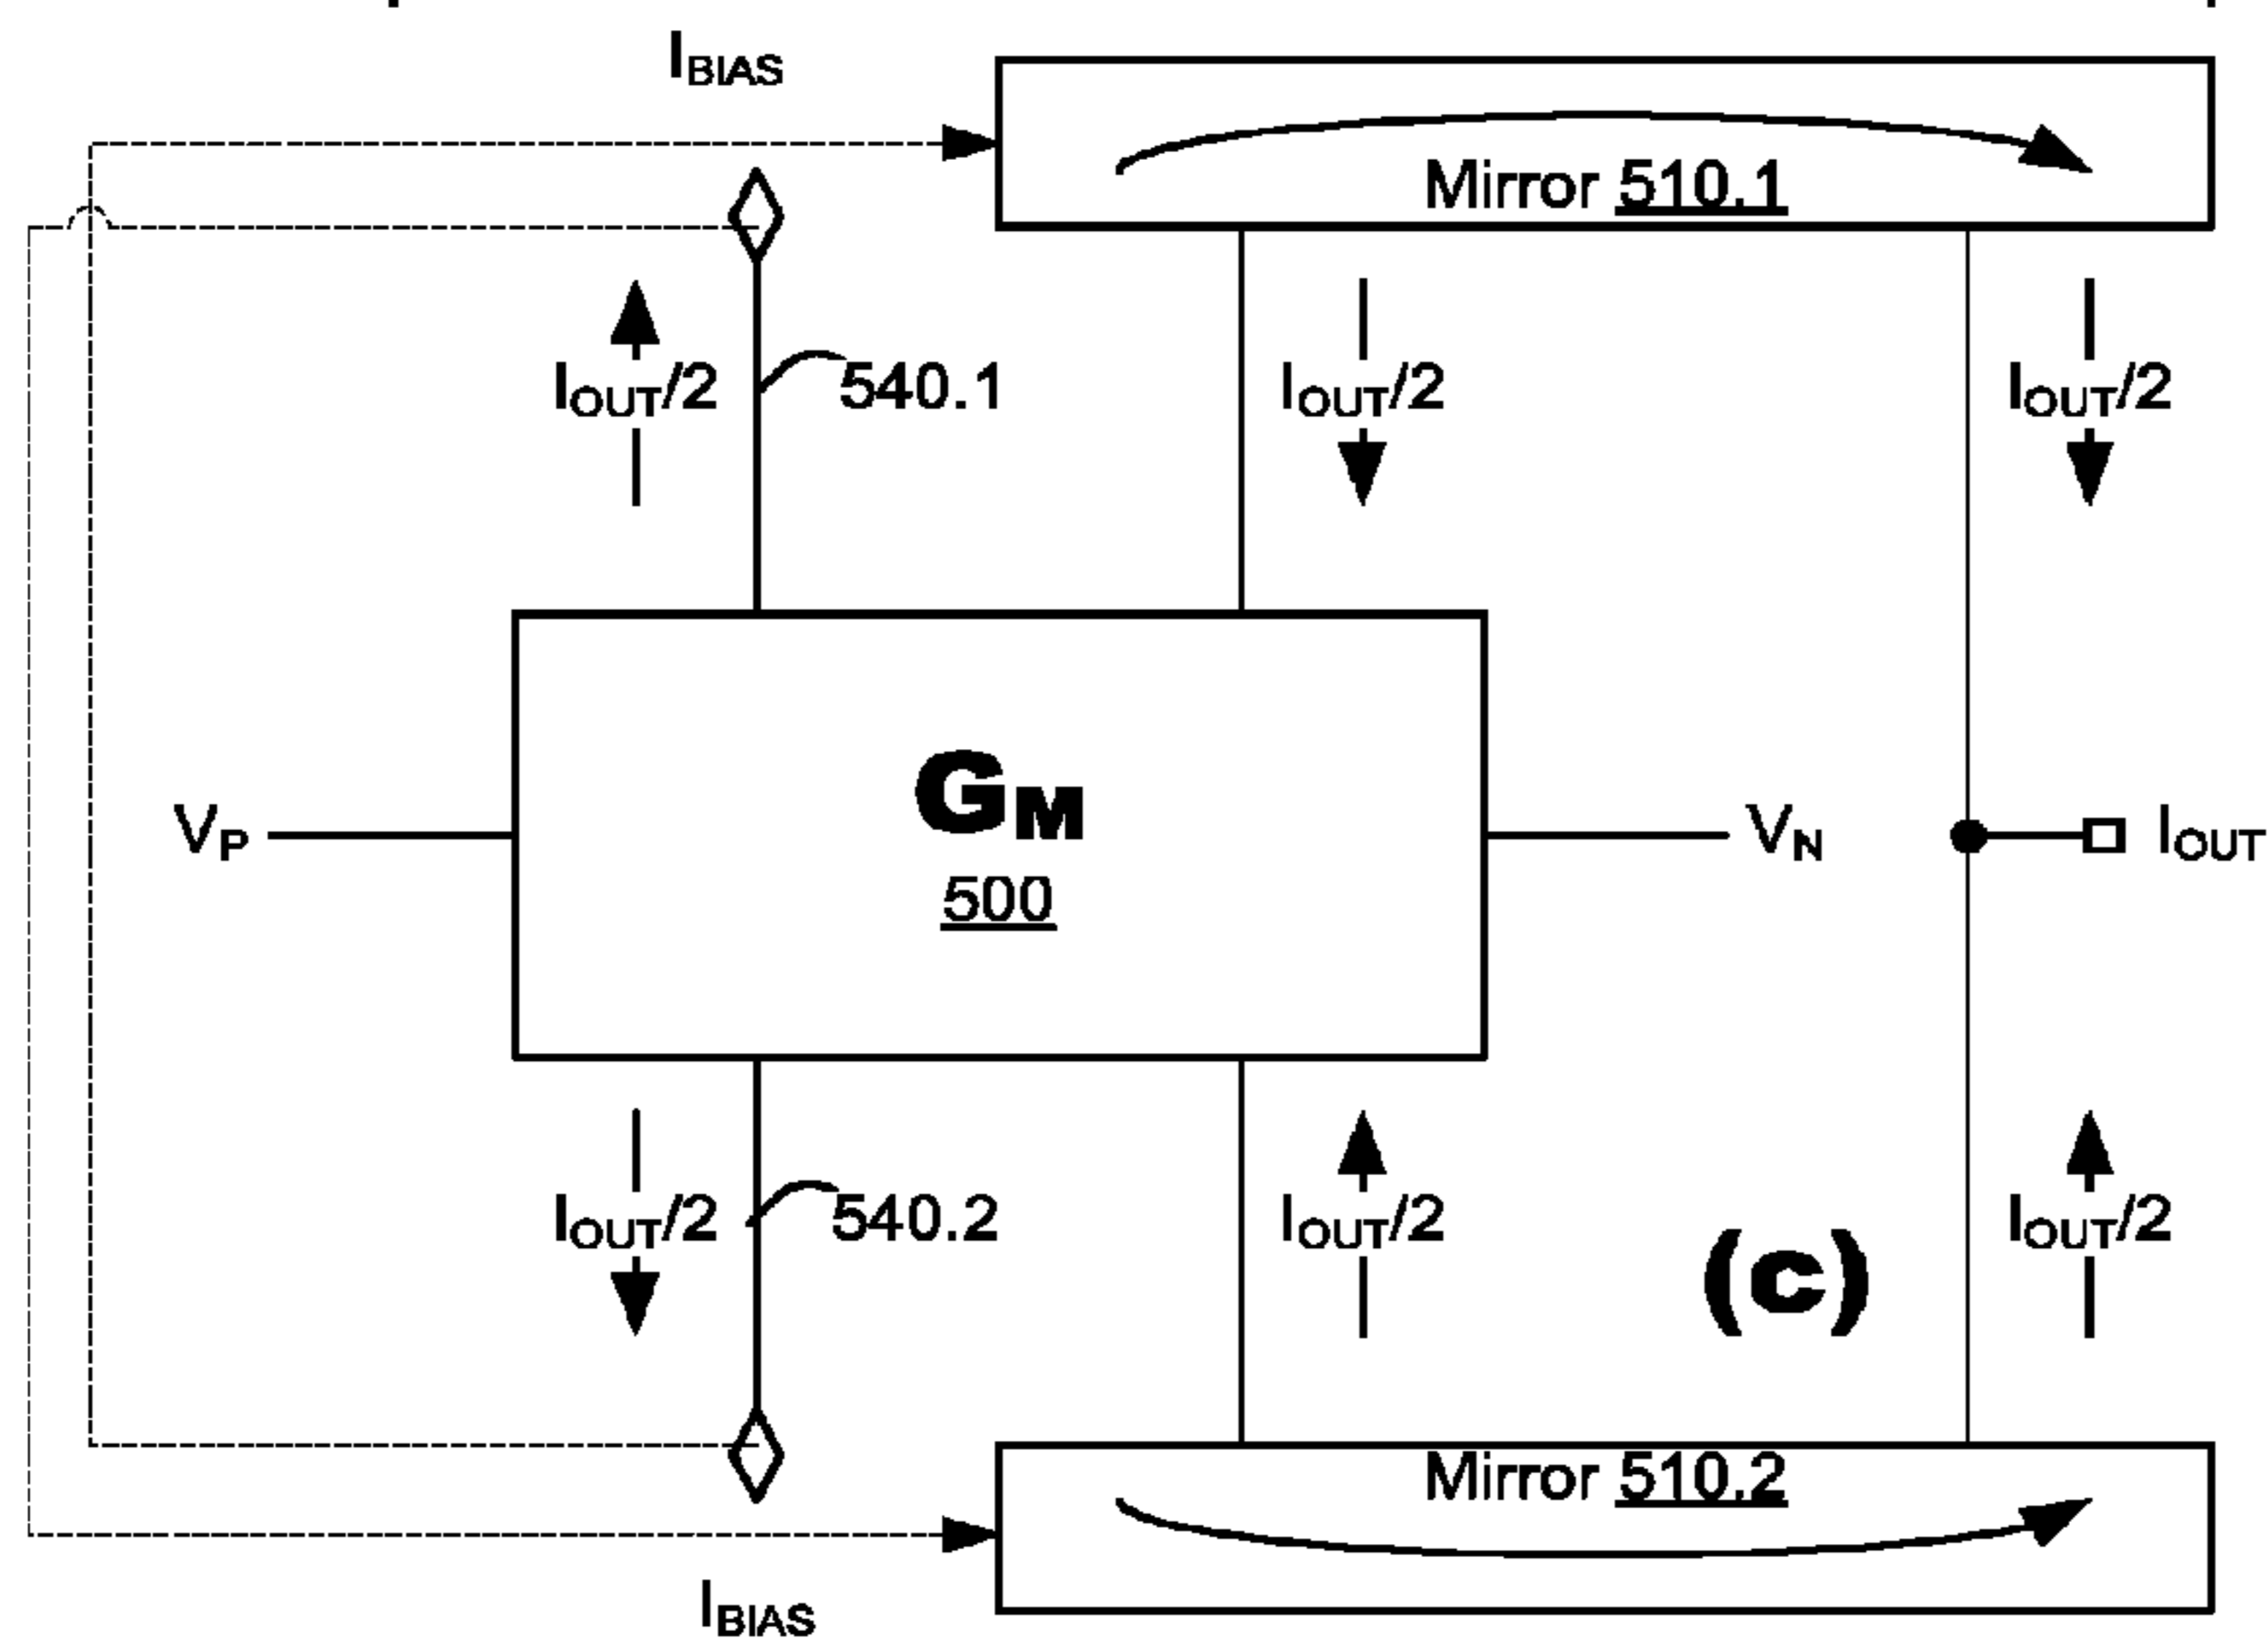 IBIAS
Mirror 510.1
IOUT/2
540.1
IOUT/2
IOUT/2
VP
GM
500
VN
IOUT
IOUT/2
540.2
IOUT/2
(c)
IOUT/2
Mirror 510.2
IBIAS